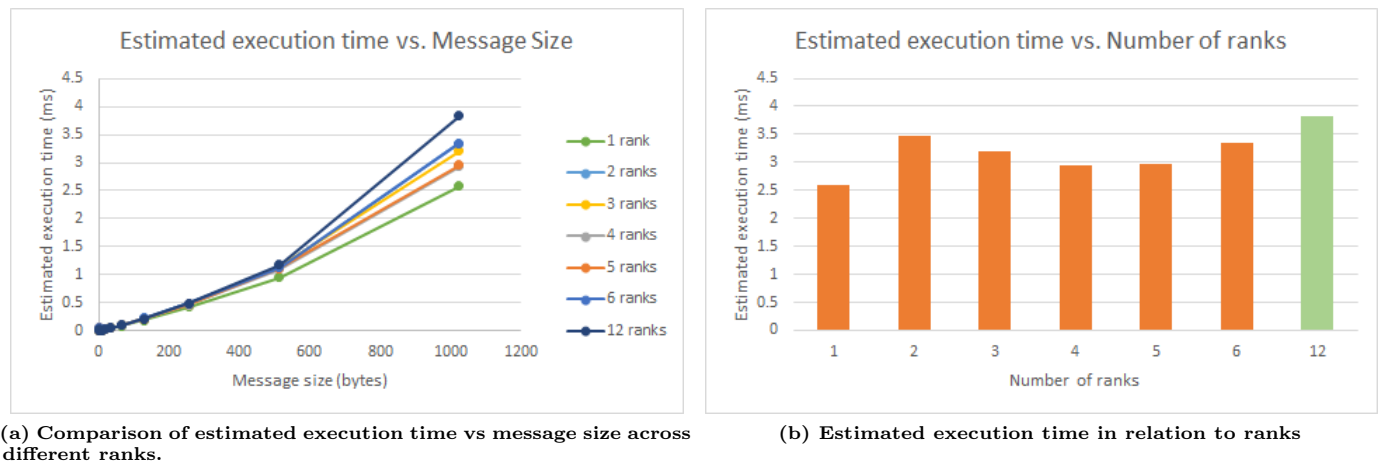 Estimated execution time vs. Message Size
Estimated execution time (ms)
4.5
4
3.5
3
2.5
2
1.5
1
0.5
0
0 200 400 600 800 1000 1200
Message size (bytes)
1 rank
2 ranks
3 ranks
4 ranks
5 ranks
6 ranks
12 ranks
(a) Comparison of estimated execution time vs message size across
different ranks.
Estimated execution time vs. Number of ranks
Estimated execution time (ms)
4.5
4
3.5
3
2.5
2
1.5
1
0.5
0
1 2 3 4 5 6 12
Number of ranks
(b) Estimated execution time in relation to ranks